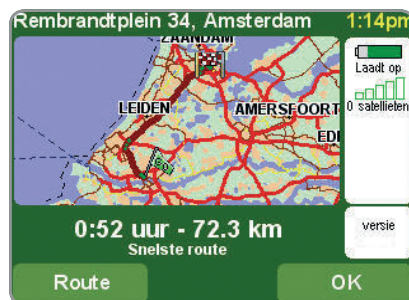 Rembrandtplein 34, Amsterdam 1:14pm
ZAANDAM
Laadt op
0 satellieten
LEIDEN
AMERSFOORT
0:52 uur - 72.3 km
Snelste route
versie
Route
OK